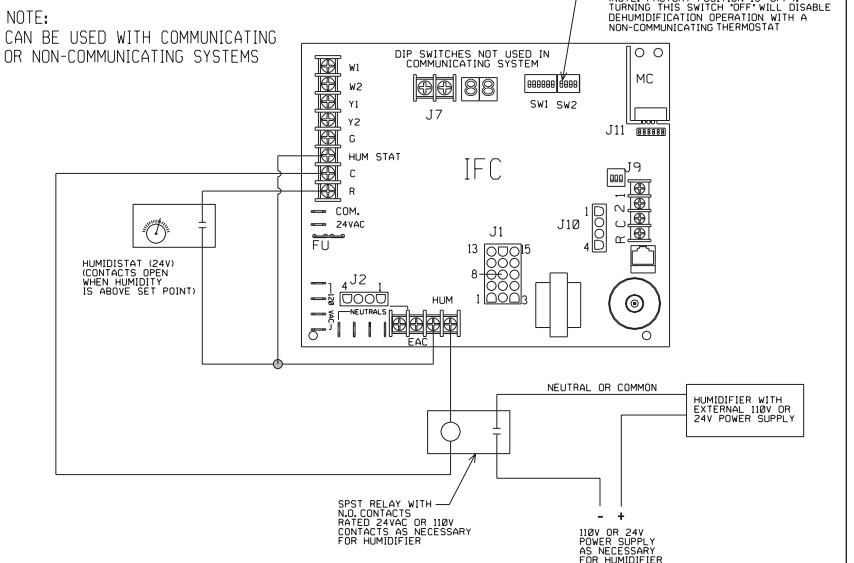 NOTE:
CAN BE USED WITH COMMUNICATING
OR NON-COMMUNICATING SYSTEMS
TURNING THIS SWITCH "OFF" WILL DISABLE
DEHUMIDIFICATION OPERATION WITH A
NON-COMMUNICATING THERMOSTAT
DIP SWITCHES NOT USED IN
COMMUNICATING SYSTEM
W1
W2
Y1
Y2
G
HUM STAT
C
R
COM.
24VAC
FU
J7
88
SW1 SW2
MC
J11
IFC
J9
R C 2 1
J10
1
4
J1
13
15
8
1
3
J2
4
1
120 VAC
NEUTRALS
HUM
EAC
HUMIDISTAT (24V)
(CONTACTS OPEN
WHEN HUMIDITY
IS ABOVE SET POINT)
NEUTRAL OR COMMON
HUMIDIFIER WITH
EXTERNAL 110V OR
24V POWER SUPPLY
SPST RELAY WITH
N.O. CONTACTS
RATED 24VAC OR 110V
CONTACTS AS NECESSARY
FOR HUMIDIFIER
- +
110V OR 24V
POWER SUPPLY
AS NECESSARY
FOR HUMIDIFIER